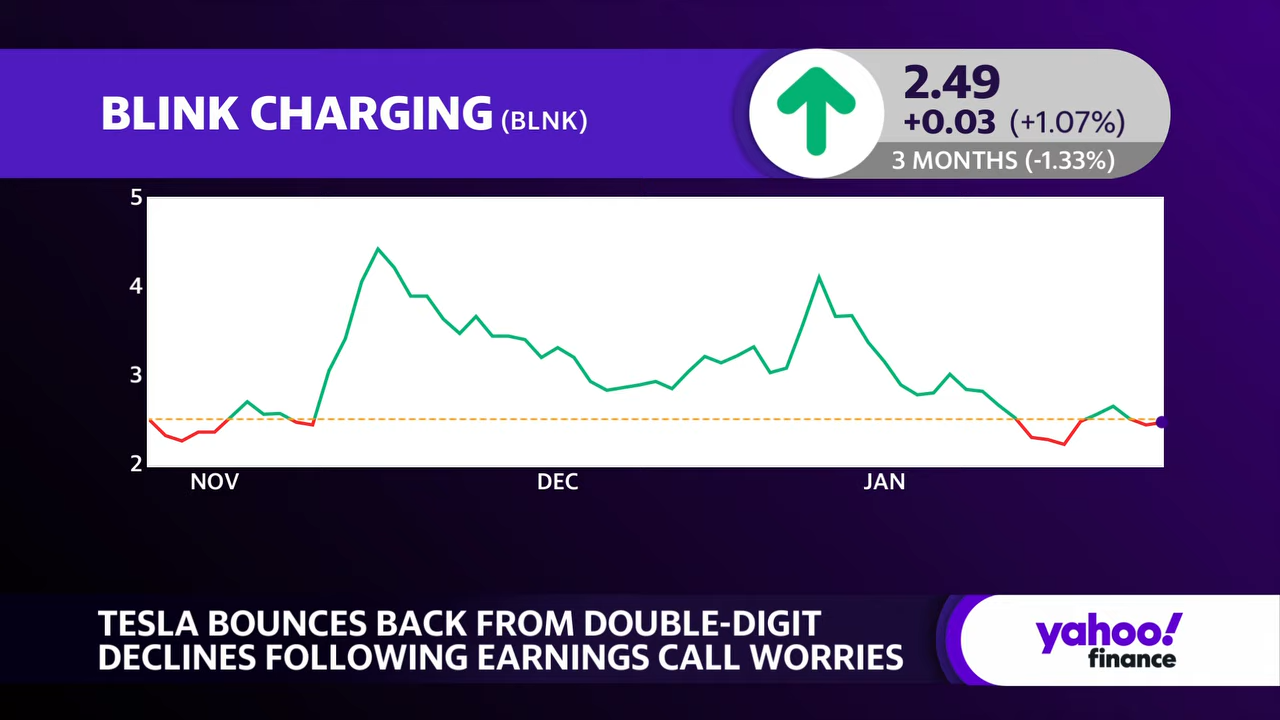 BLINK CHARGING (BLNK)
2.49
+0.03 (+1.07%)
3 MONTHS (-1.33%)
5
4
3
2
NOV DEC JAN
TESLA BOUNCES BACK FROM DOUBLE-DIGIT
DECLINES FOLLOWING EARNINGS CALL WORRIES
yahoo!
finance